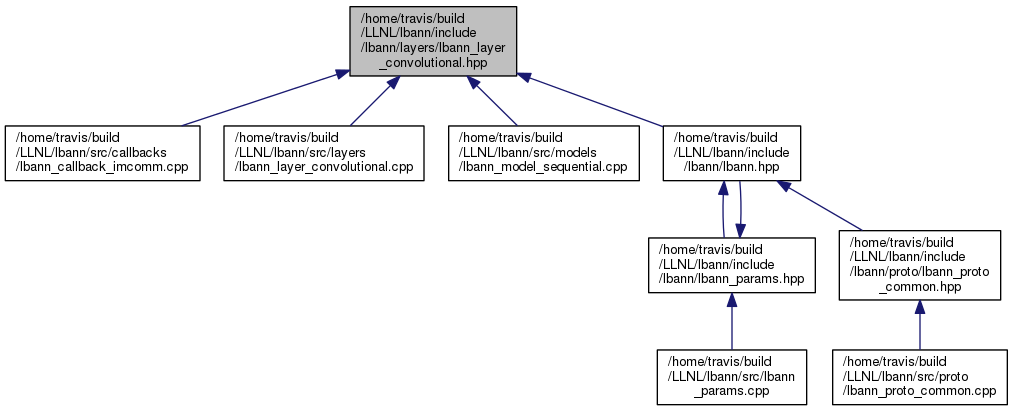 /home/travis/build
/LLNL/lbann/include
/lbann/layers/lbann_layer
_convolutional.hpp
/home/travis/build
/LLNL/lbann/src/callbacks
/lbann_callback_imcomm.cpp
/home/travis/build
/LLNL/lbann/src/layers
/lbann_layer_convolutional.cpp
/home/travis/build
/LLNL/lbann/src/models
/lbann_model_sequential.cpp
/home/travis/build
/LLNL/lbann/include
/lbann/lbann.hpp
/home/travis/build
/LLNL/lbann/include
/lbann/lbann_params.hpp
/home/travis/build
/LLNL/lbann/include
/lbann/proto/lbann_proto
_common.hpp
/home/travis/build
/LLNL/lbann/src/lbann
_params.cpp
/home/travis/build
/LLNL/lbann/src/proto
/lbann_proto_common.cpp